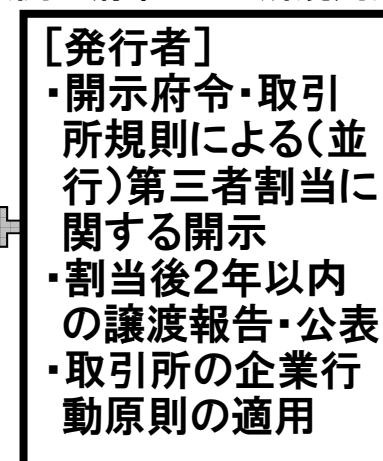 ［発行者］
・開示府令・取引
所規則による（並
行）第三者割当に
関する開示
・割当後２年以内
の譲渡報告・公表
・取引所の企業行
動原則の適用